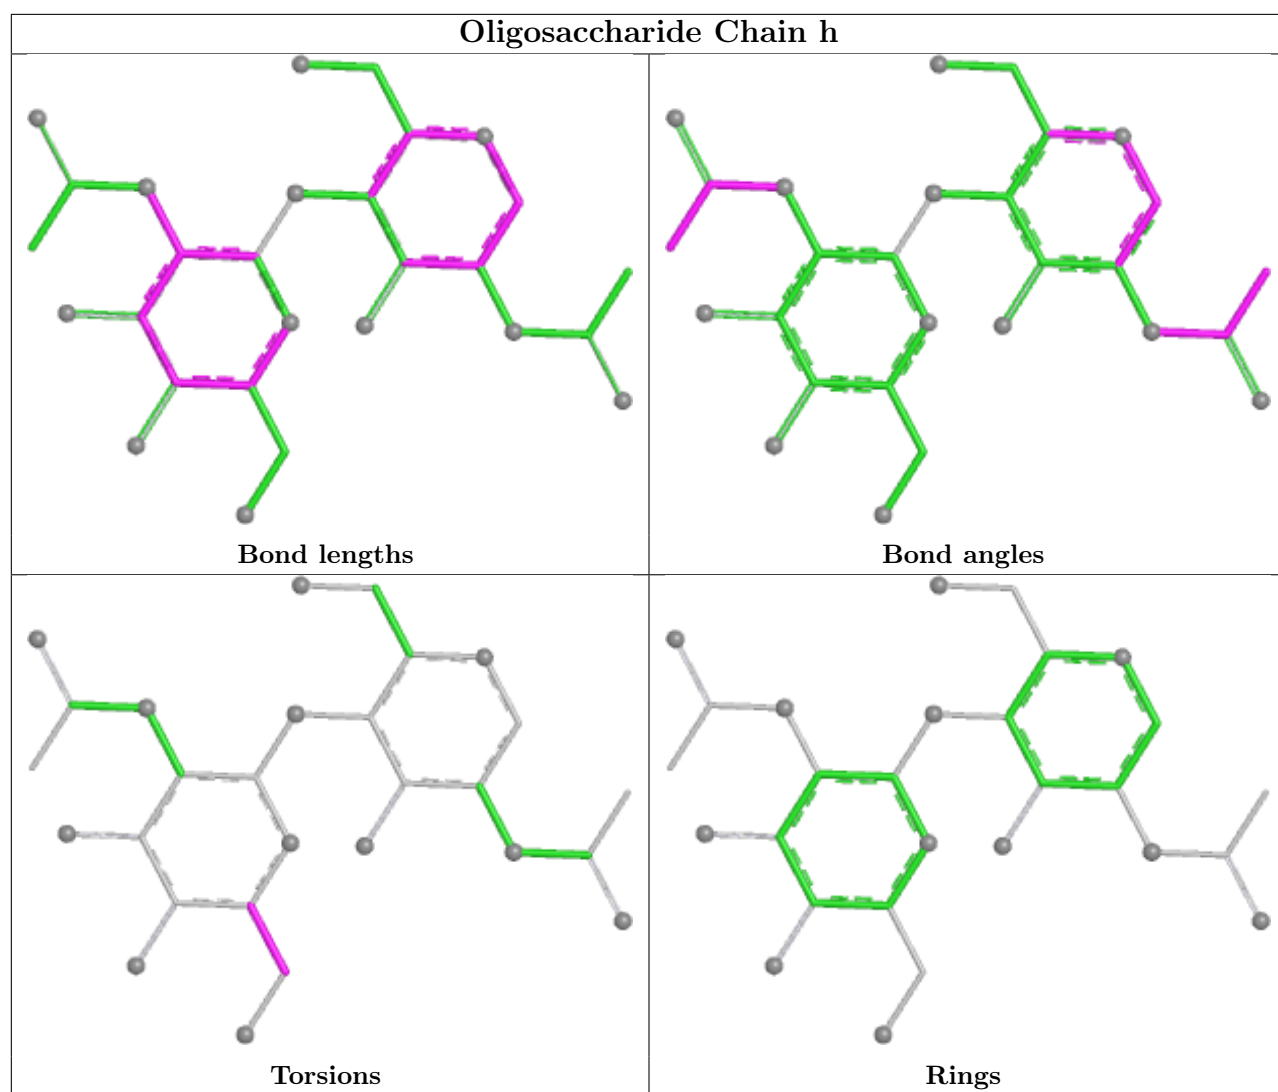 Oligosaccharide Chain h
Bond lengths
Bond angles
Torsions
Rings